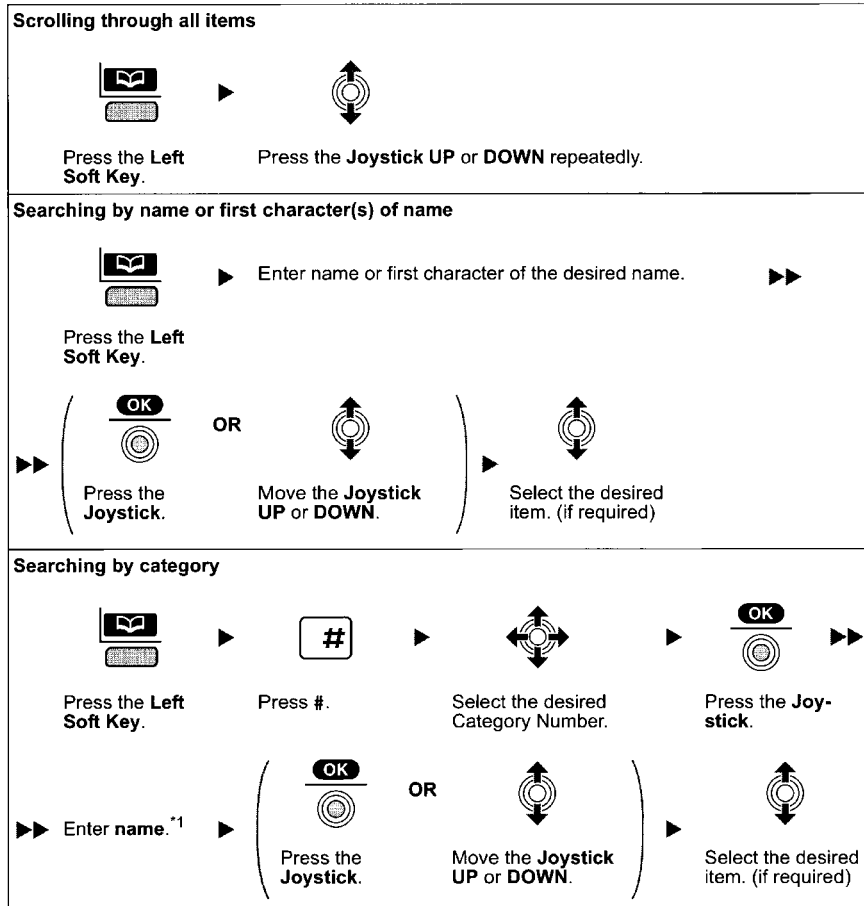 Scrolling through all items
Press the Left
Soft Key.
Press the Joystick UP or DOWN repeatedly.
Searching by name or first character(s) of name
Enter name or first character of the desired name.
Press the Left
Soft Key.
OK
OR
Press the
Joystick.
Move the Joystick
UP or DOWN.
Select the desired
item. (if required)
Searching by category
#
OK
Press the Left
Soft Key.
Press #.
Select the desired
Category Number.
Press the Joy-
stick.
Enter name.*1
OK
OR
Press the
Joystick.
Move the Joystick
UP or DOWN.
Select the desired
item. (if required)